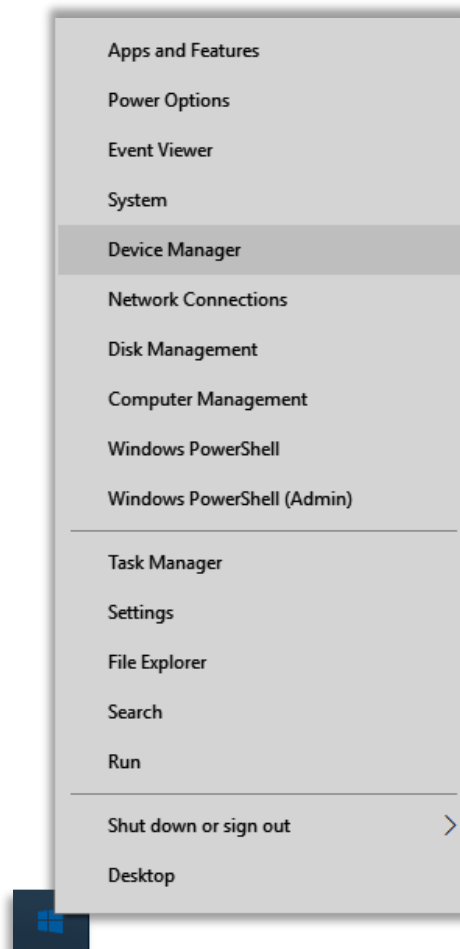 Apps and Features
Power Options
Event Viewer
System
Device Manager
Network Connections
Disk Management
Computer Management
Windows PowerShell
Windows PowerShell (Admin)
Task Manager
Settings
File Explorer
Search
Run
Shut down or sign out
Desktop